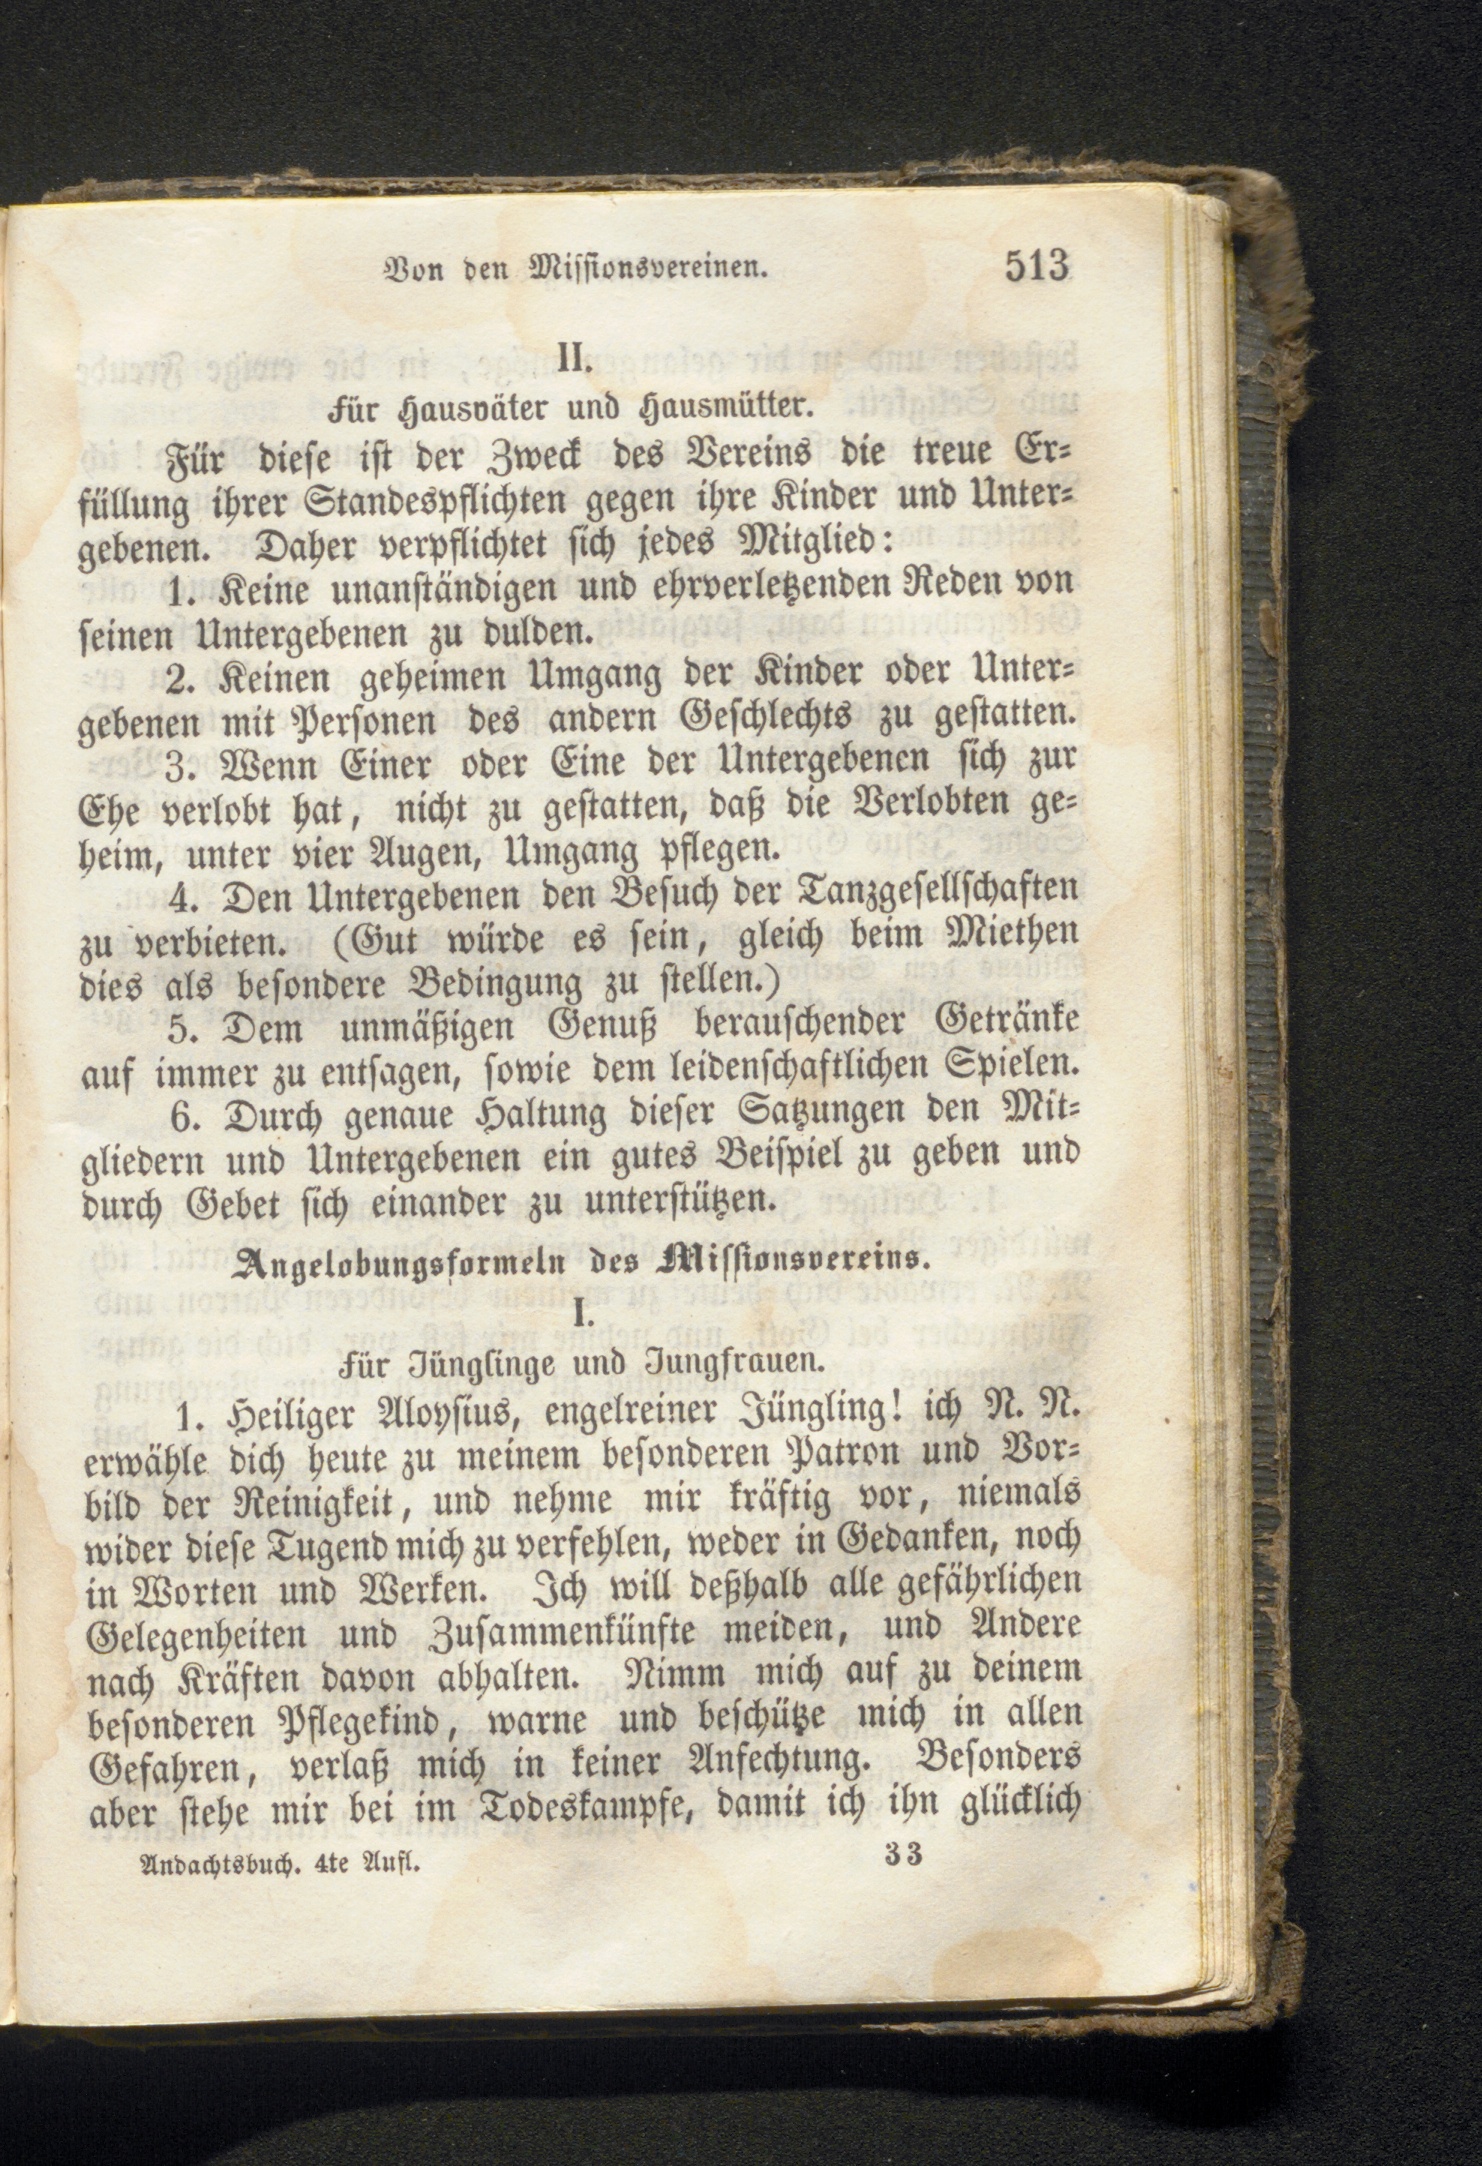 Von den Missionsvereinen. 513
II.
Für Hausväter und Hausmütter.
Für diese ist der Zweck des Vereins die treue Er-
füllung ihrer Standespflichten gegen ihre Kinder und Unter-
gebenen. Daher verpflichtet sich jedes Mitglied:
1. Keine unanständigen und ehrverletzenden Reden von
seinen Untergebenen zu dulden.
2. Keinen geheimen Umgang der Kinder oder Unter-
gebenen mit Personen des andern Geschlechts zu gestatten.
3. Wenn Einer oder Eine der Untergebenen sich zur
Ehe verlobt hat, nicht zu gestatten, daß die Verlobten ge-
heim, unter vier Augen, Umgang pflegen.
4. Den Untergebenen den Besuch der Tanzgesellschaften
zu verbieten. (Gut würde es sein, gleich beim Miethen
dies als besondere Bedingung zu stellen.)
5. Dem unmäßigen Genuß berauschender Getränke
auf immer zu entsagen, sowie dem leidenschaftlichen Spielen.
6. Durch genaue Haltung dieser Satzungen den Mit-
gliedern und Untergebenen ein gutes Beispiel zu geben und
durch Gebet sich einander zu unterstützen.
Angelobungsformeln des Missionsvereins.
I.
Für Jünglinge und Jungfrauen.
1. Heiliger Aloysius, engelreiner Jüngling! ich N. N.
erwähle dich heute zu meinem besonderen Patron und Vor-
bild der Reinigkeit, und nehme mir kräftig vor, niemals
wider diese Tugend mich zu verfehlen, weder in Gedanken, noch
in Worten und Werken. Ich will deßhalb alle gefährlichen
Gelegenheiten und Zusammenkünfte meiden, und Andere
nach Kräften davon abhalten. Nimm mich auf zu deinem
besonderen Pflegekind, warne und beschütze mich in allen
Gefahren, verlaß mich in keiner Anfechtung. Besonders
aber stehe mir bei im Todeskampfe, damit ich ihn glücklich
Andachtsbuch. 4te Aufl. 33